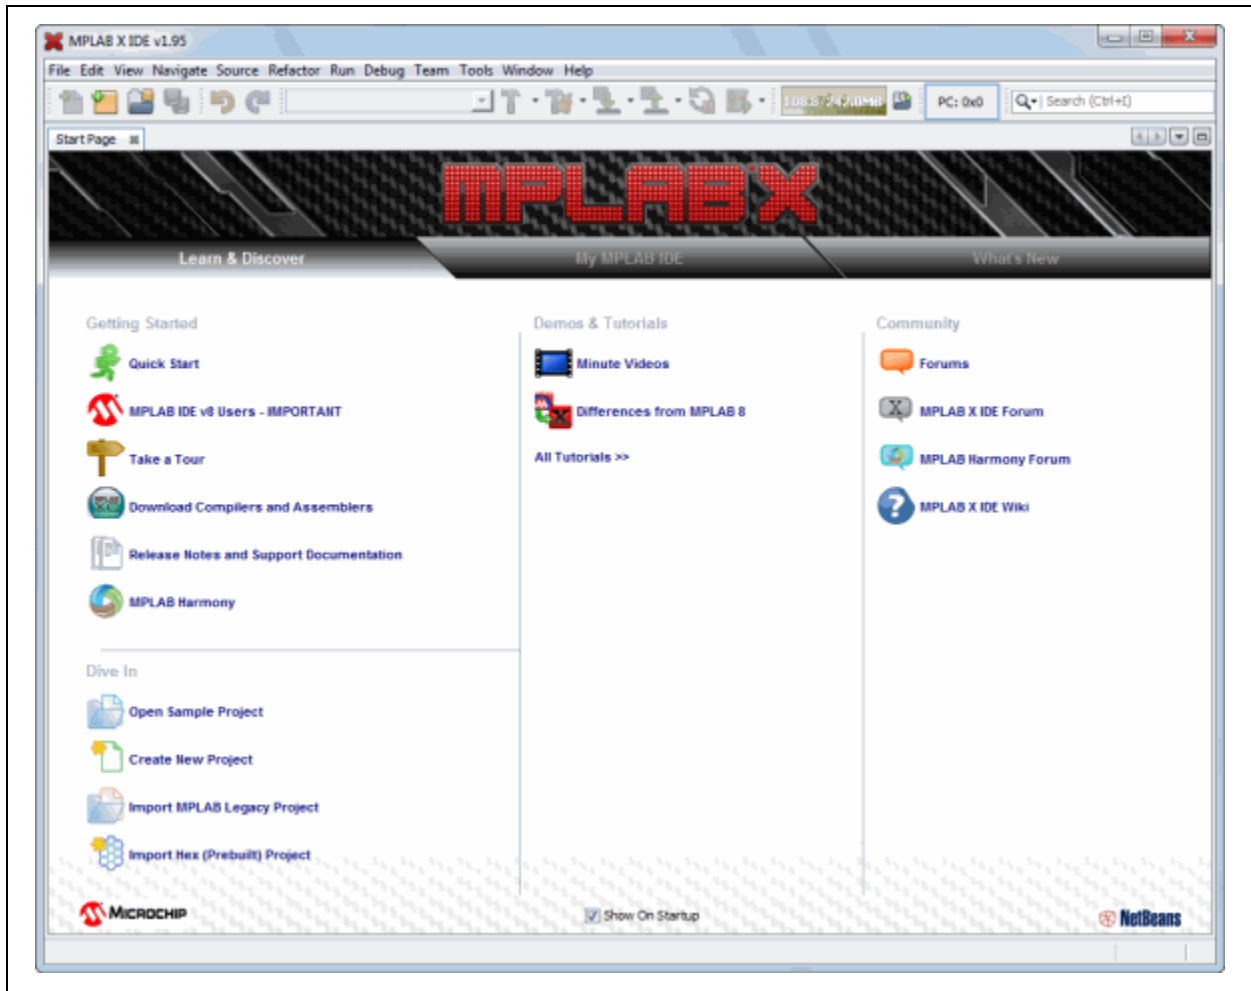 MPLAB X IDE v1.95
File Edit View Navigate Source Refactor Run Debug Team Tools Window Help
PC: 0x0
Search (Ctrl+I)
Start Page
MPLAB X
Learn & Discover
My MPLAB IDE
What's New
Getting Started
Quick Start
MPLAB IDE v8 Users - IMPORTANT
Take a Tour
Download Compilers and Assemblers
Release Notes and Support Documentation
MPLAB Harmony
Dive In
Open Sample Project
Create New Project
Import MPLAB Legacy Project
Import Hex (Prebuilt) Project
Demos & Tutorials
Minute Videos
Differences from MPLAB 8
All Tutorials >>
Community
Forums
MPLAB X IDE Forum
MPLAB Harmony Forum
MPLAB X IDE Wiki
MICROCHIP
Show On Startup
NetBeans